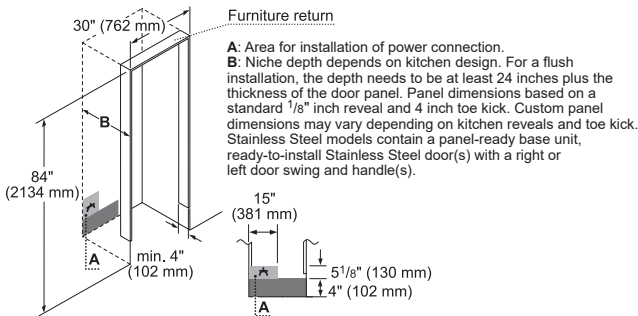 Furniture return
30" (762 mm)
A: Area for installation of power connection.
B: Niche depth depends on kitchen design. For a flush
installation, the depth needs to be at least 24 inches plus the
thickness of the door panel. Panel dimensions based on a
standard 1/8" inch reveal and 4 inch toe kick. Custom panel
dimensions may vary depending on kitchen reveals and toe kick.
Stainless Steel models contain a panel-ready base unit,
ready-to-install Stainless Steel door(s) with a right or
left door swing and handle(s).
B
84"
(2134 mm)
A
min. 4"
(102 mm)
15"
(381 mm)
5 1/8" (130 mm)
4" (102 mm)
A